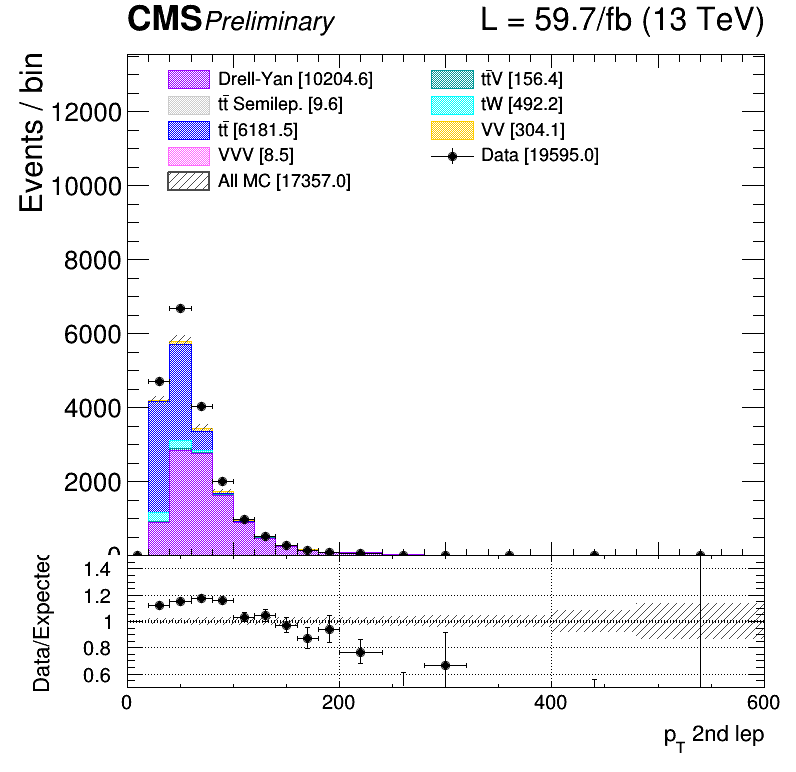 CMS Preliminary L = 59.7/fb (13 TeV)
Events / bin
12000
10000
8000
6000
4000
2000
0
Drell-Yan [10204.6]
tt̄ Semilep. [9.6]
tt̄ [6181.5]
VVV [8.5]
All MC [17357.0]
tt̄V [156.4]
tW [492.2]
VV [304.1]
Data [19595.0]
Data/Expected
1.4
1.2
1
0.8
0.6
0 200 400 600
p_T 2nd lep